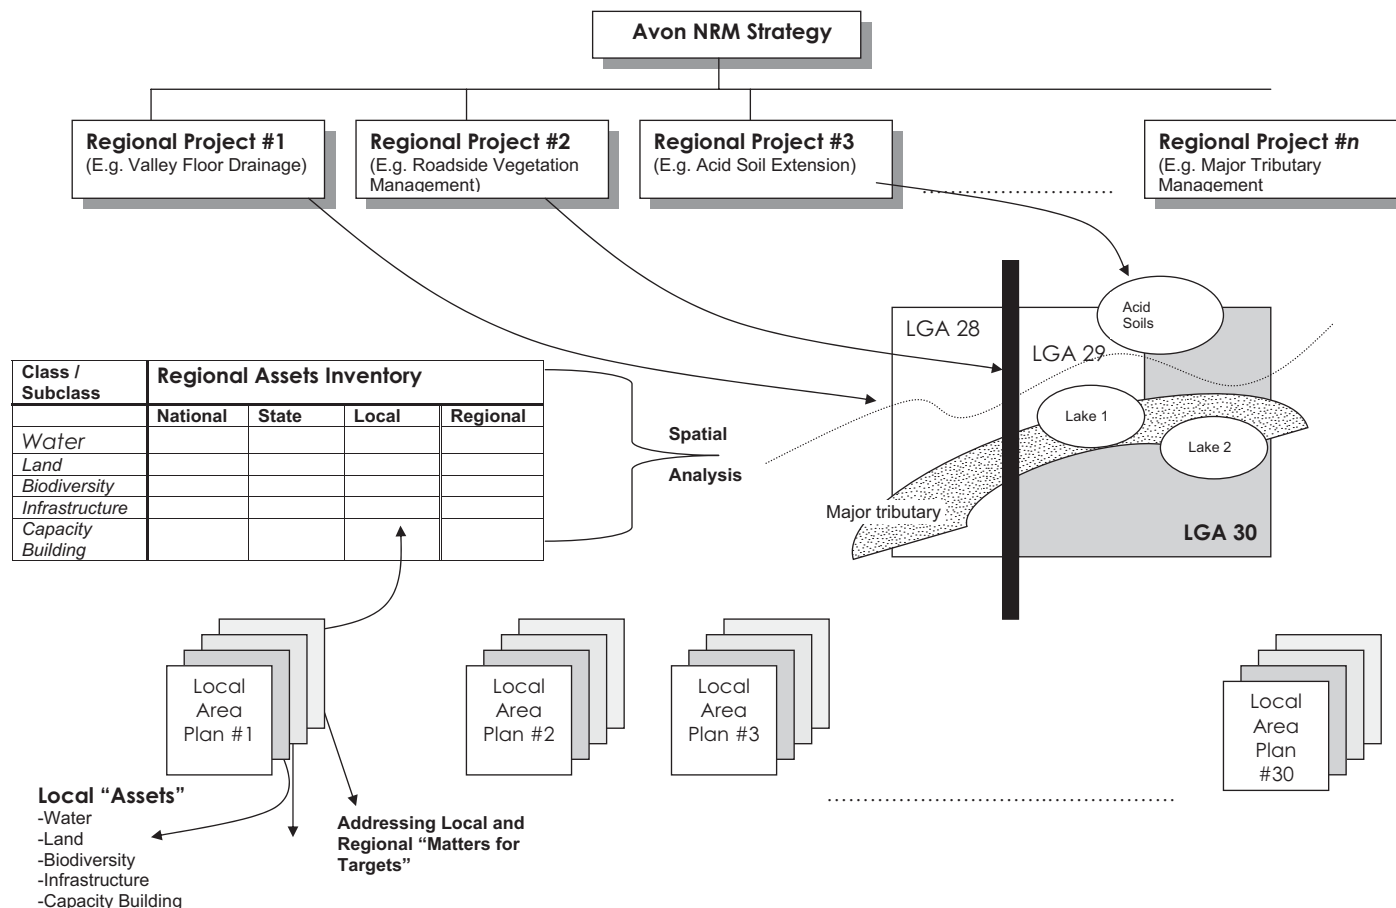 Avon NRM Strategy
Regional Project #1
(E.g. Valley Floor Drainage)
Regional Project #2
(E.g. Roadside Vegetation
Management)
Regional Project #3
(E.g. Acid Soil Extension)
Regional Project #n
(E.g. Major Tributary
Management
Acid
Soils
LGA 28
LGA 29
Lake 1
Lake 2
Major tributary
LGA 30
Class /
Subclass
Regional Assets Inventory
National State Local Regional
Water
Land
Biodiversity
Infrastructure
Capacity
Building
Spatial
Analysis
Local
Area
Plan #1
Local
Area
Plan #2
Local
Area
Plan #3
Local
Area
Plan
#30
Local “Assets”
-Water
-Land
-Biodiversity
-Infrastructure
-Capacity Building
Addressing Local and
Regional “Matters for
Targets”